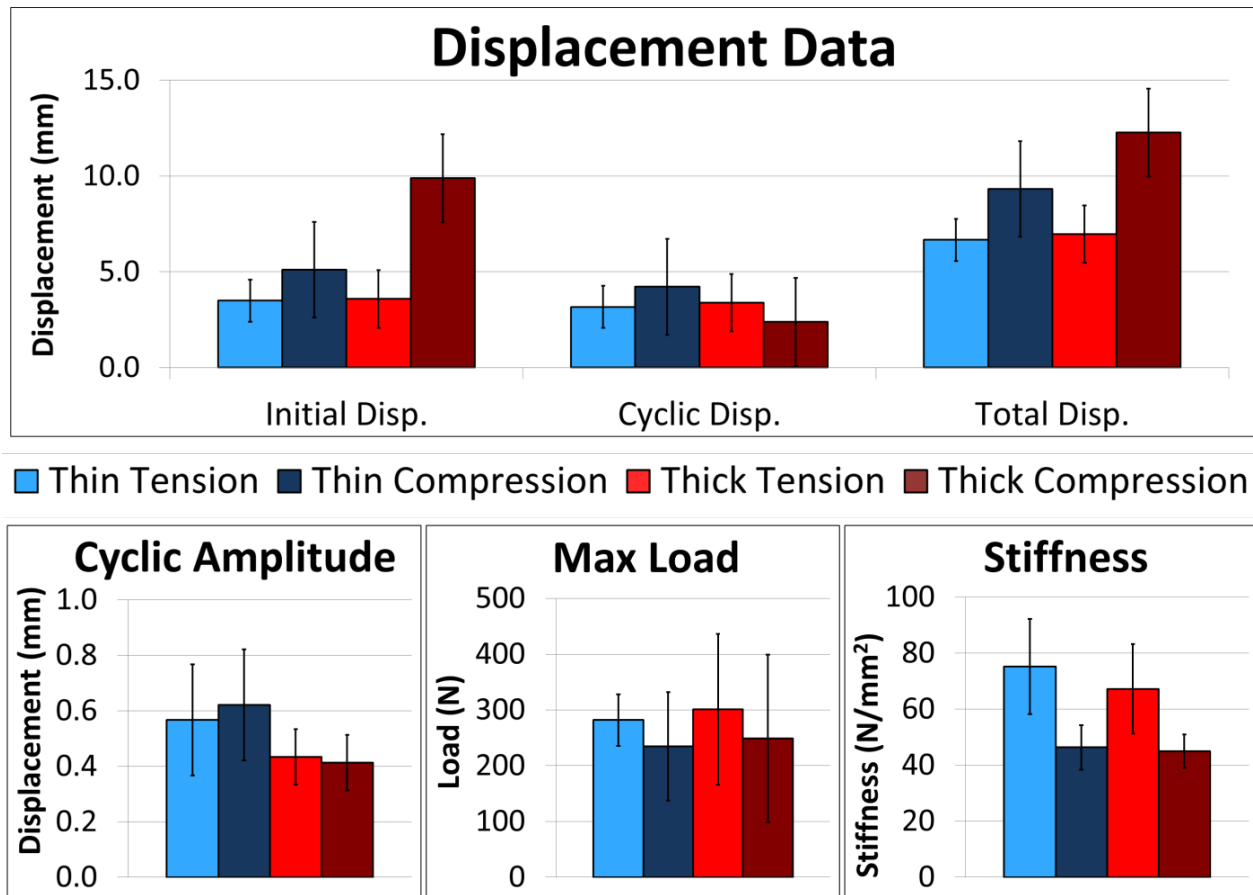 Displacement Data
Displacement (mm)
15.0
10.0
5.0
0.0
Initial Disp.
Cyclic Disp.
Total Disp.
Thin Tension Thin Compression Thick Tension Thick Compression
Cyclic Amplitude
Displacement (mm)
1.0
0.8
0.6
0.4
0.2
0.0
Max Load
Load (N)
500
400
300
200
100
0
Stiffness
Stiffness (N/mm²)
100
80
60
40
20
0